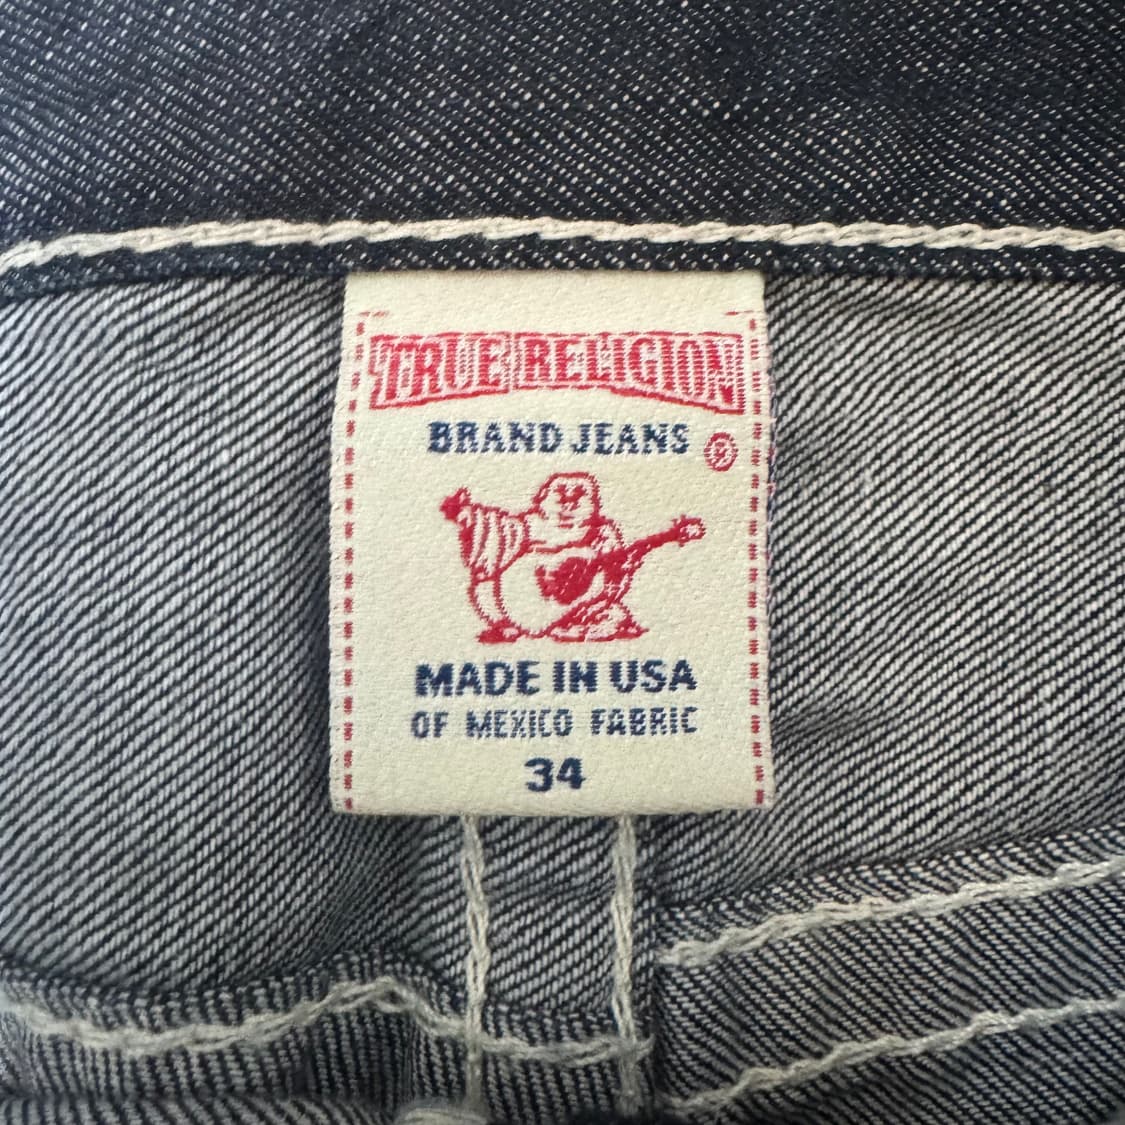 TRUE RELIGION
BRAND JEANS ®
MADE IN USA
OF MEXICO FABRIC
34